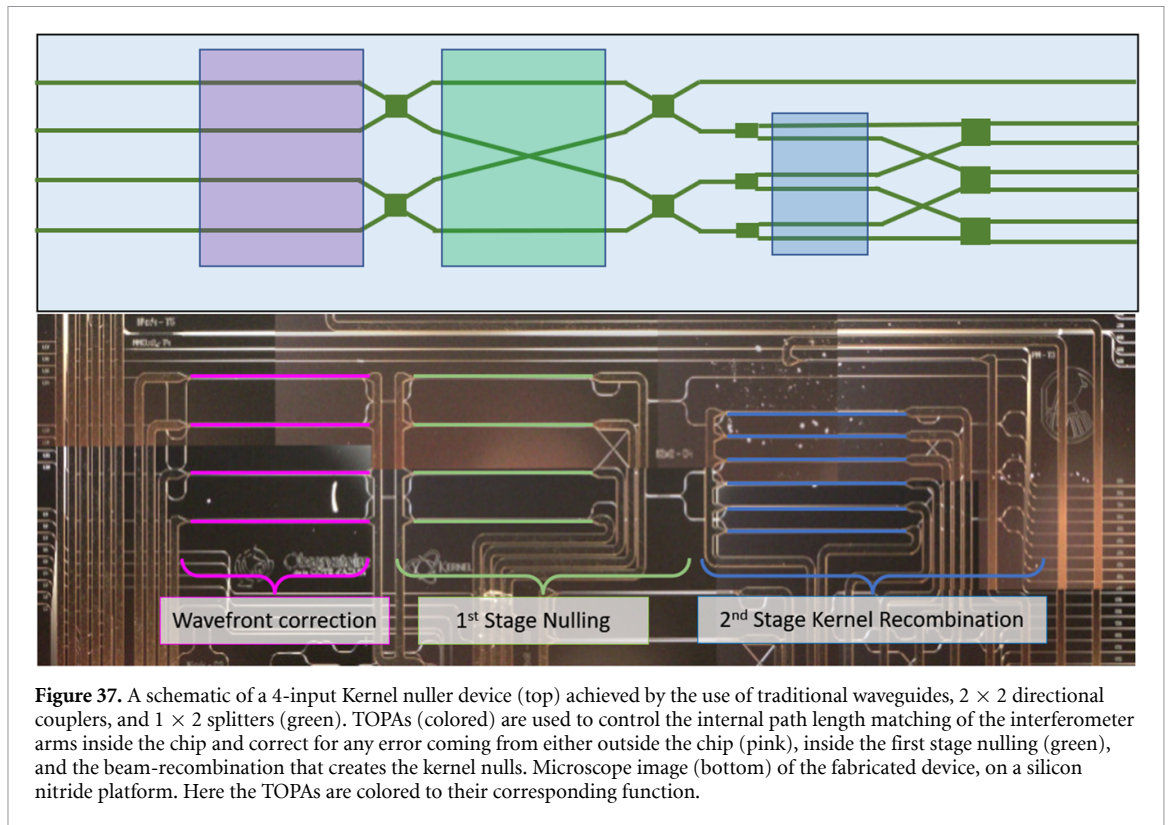 Wavefront correction
1st Stage Nulling
2nd Stage Kernel Recombination
KERNEL
Figure 37. A schematic of a 4-input Kernel nuller device (top) achieved by the use of traditional waveguides, 2 × 2 directional
couplers, and 1 × 2 splitters (green). TOPAs (colored) are used to control the internal path length matching of the interferometer
arms inside the chip and correct for any error coming from either outside the chip (pink), inside the first stage nulling (green),
and the beam-recombination that creates the kernel nulls. Microscope image (bottom) of the fabricated device, on a silicon
nitride platform. Here the TOPAs are colored to their corresponding function.